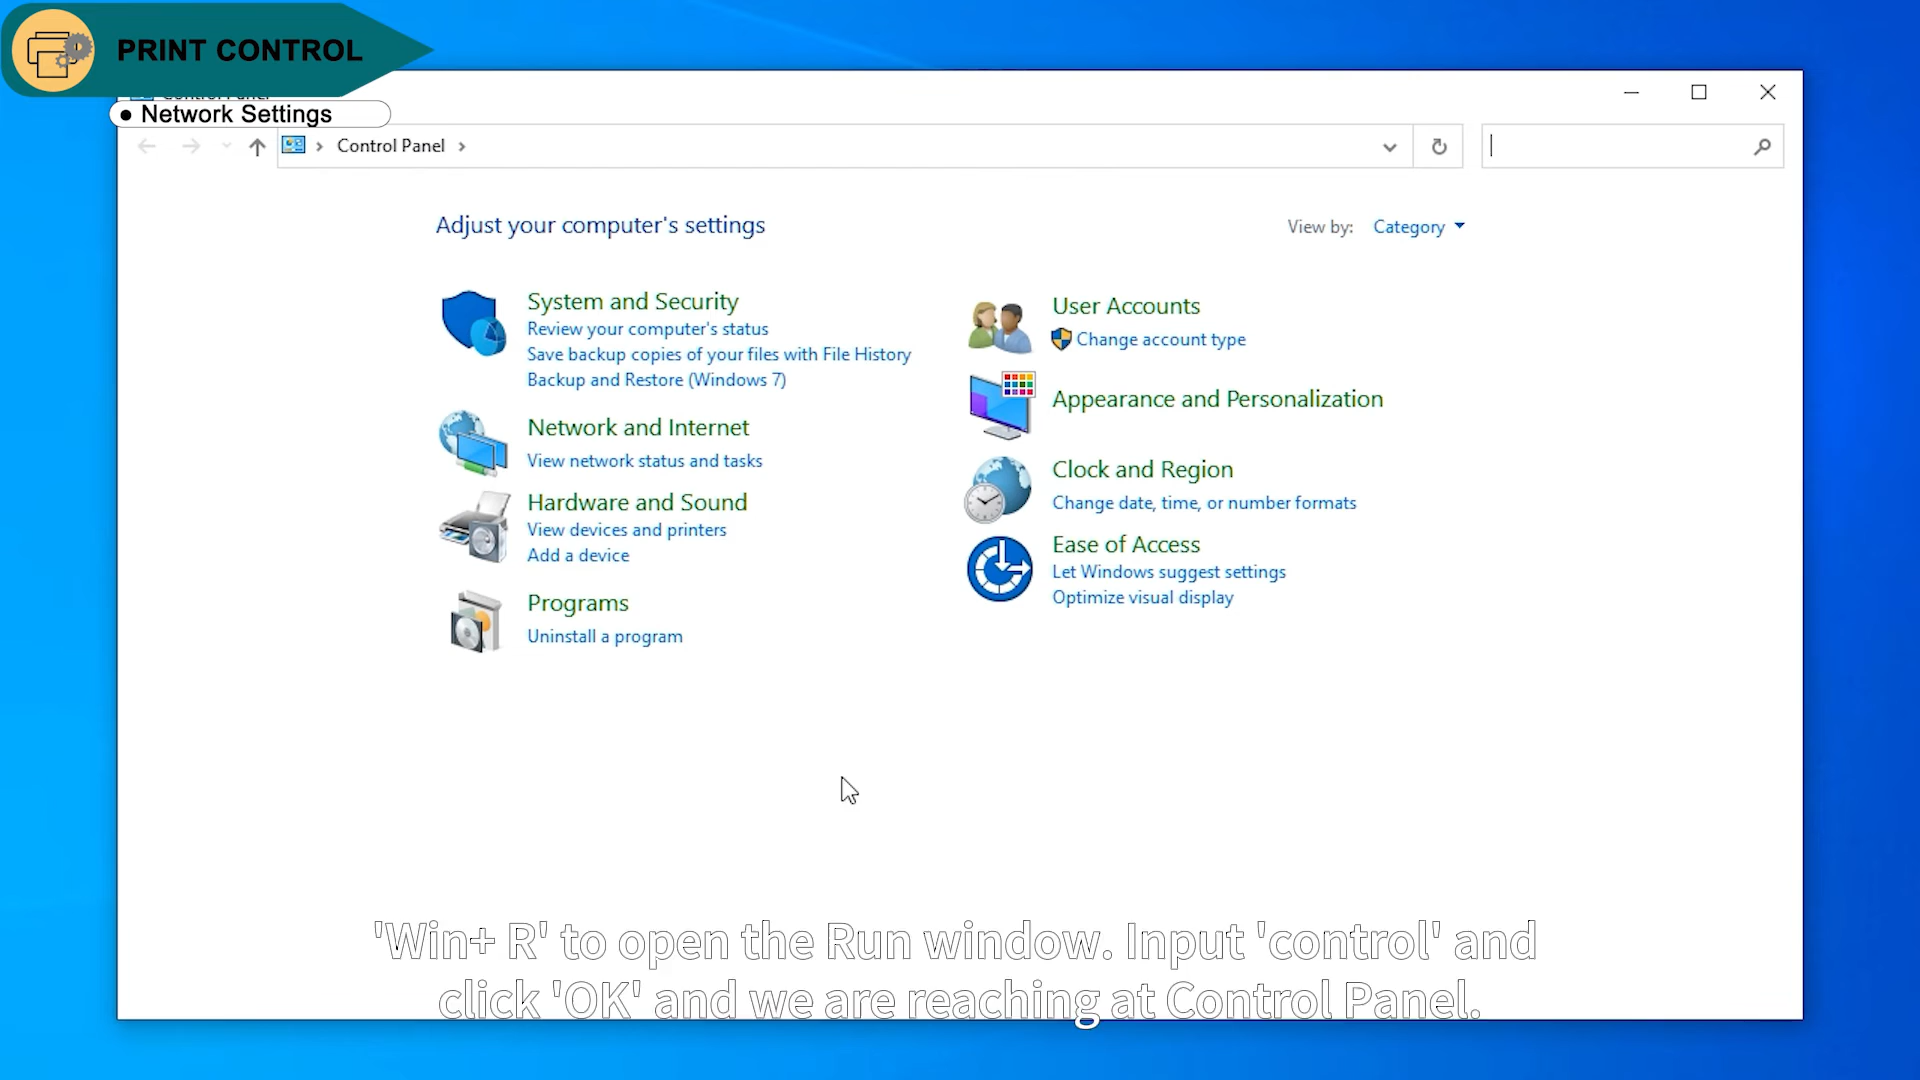 PRINT CONTROL
• Network Settings
Control Panel
Adjust your computer's settings
View by: Category
System and Security
Review your computer's status
Save backup copies of your files with File History
Backup and Restore (Windows 7)
Network and Internet
View network status and tasks
Hardware and Sound
View devices and printers
Add a device
Programs
Uninstall a program
User Accounts
Change account type
Appearance and Personalization
Clock and Region
Change date, time, or number formats
Ease of Access
Let Windows suggest settings
Optimize visual display
'Win+ R' to open the Run window. Input 'control' and
click 'OK' and we are reaching at Control Panel.